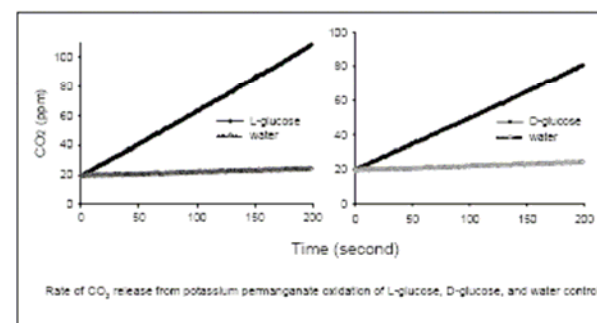 100
80
60
40
20
0
CO₂ (ppm)
L-glucose
water
0 50 100 150 200
100
80
60
40
20
0
D-glucose
water
0 50 100 150 200
Time (second)
Rate of CO₂ release from potassium permanganate oxidation of L-glucose, D-glucose, and water contro